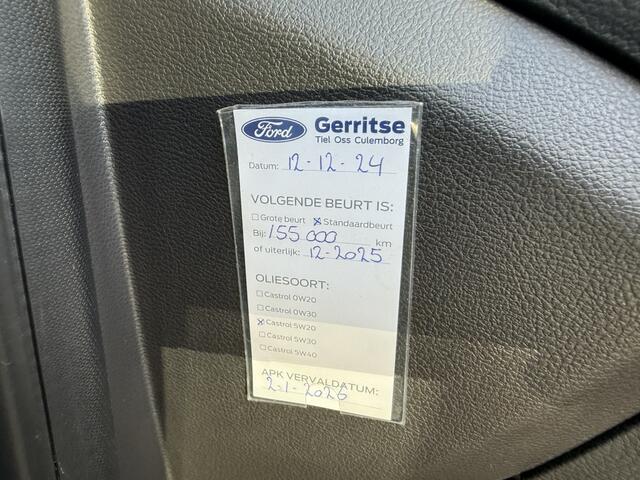 Ford Gerritse
Tiel Oss Culemborg
Datum: 12-12-24
VOLGENDE BEURT IS:
Grote beurt Standaardbeurt
Bij: 155 000 km
of uiterlijk: 12-2025
OLIESOORT:
Castrol 0W20
Castrol 0W30
Castrol 5W20
Castrol 5W30
Castrol 5W40
APK VERVALDATUM:
2-1-2026